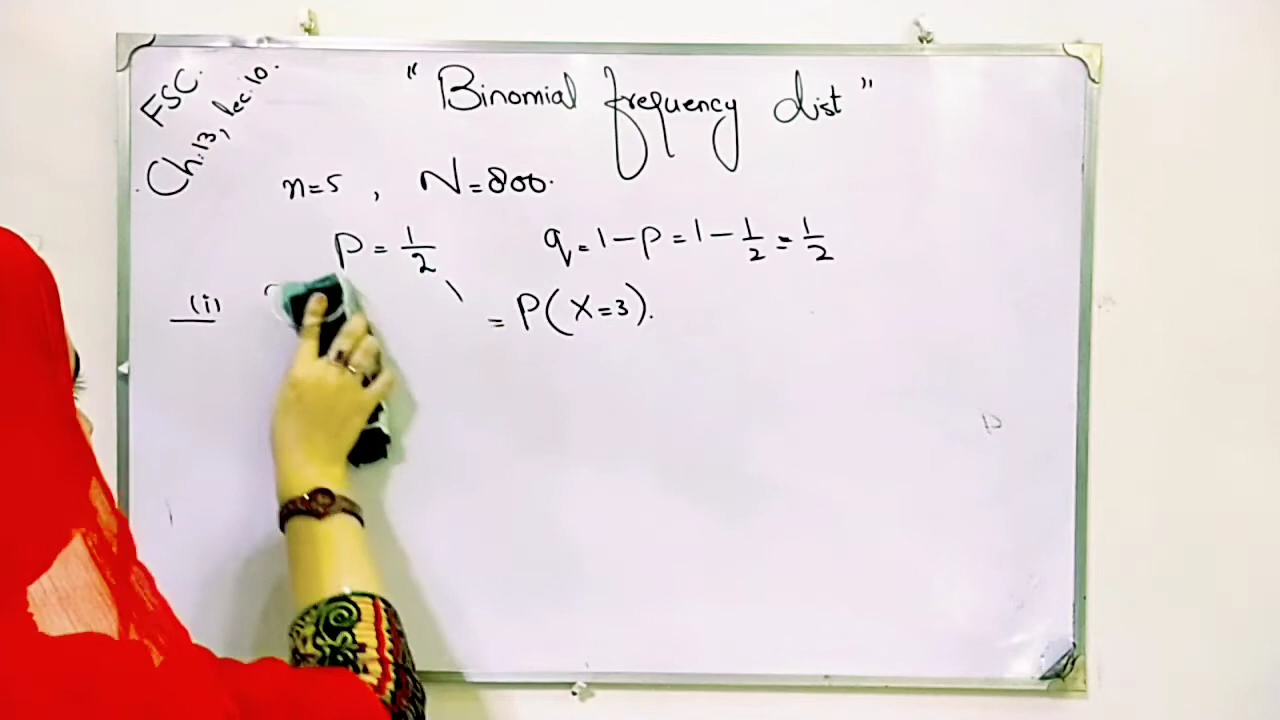 FSC.
Ch.13, lec.10.
" Binomial frequency dist "
n=5 , N=800.
p = 1/2 q = 1 - p = 1 - 1/2 = 1/2
(i) = P(X=3).